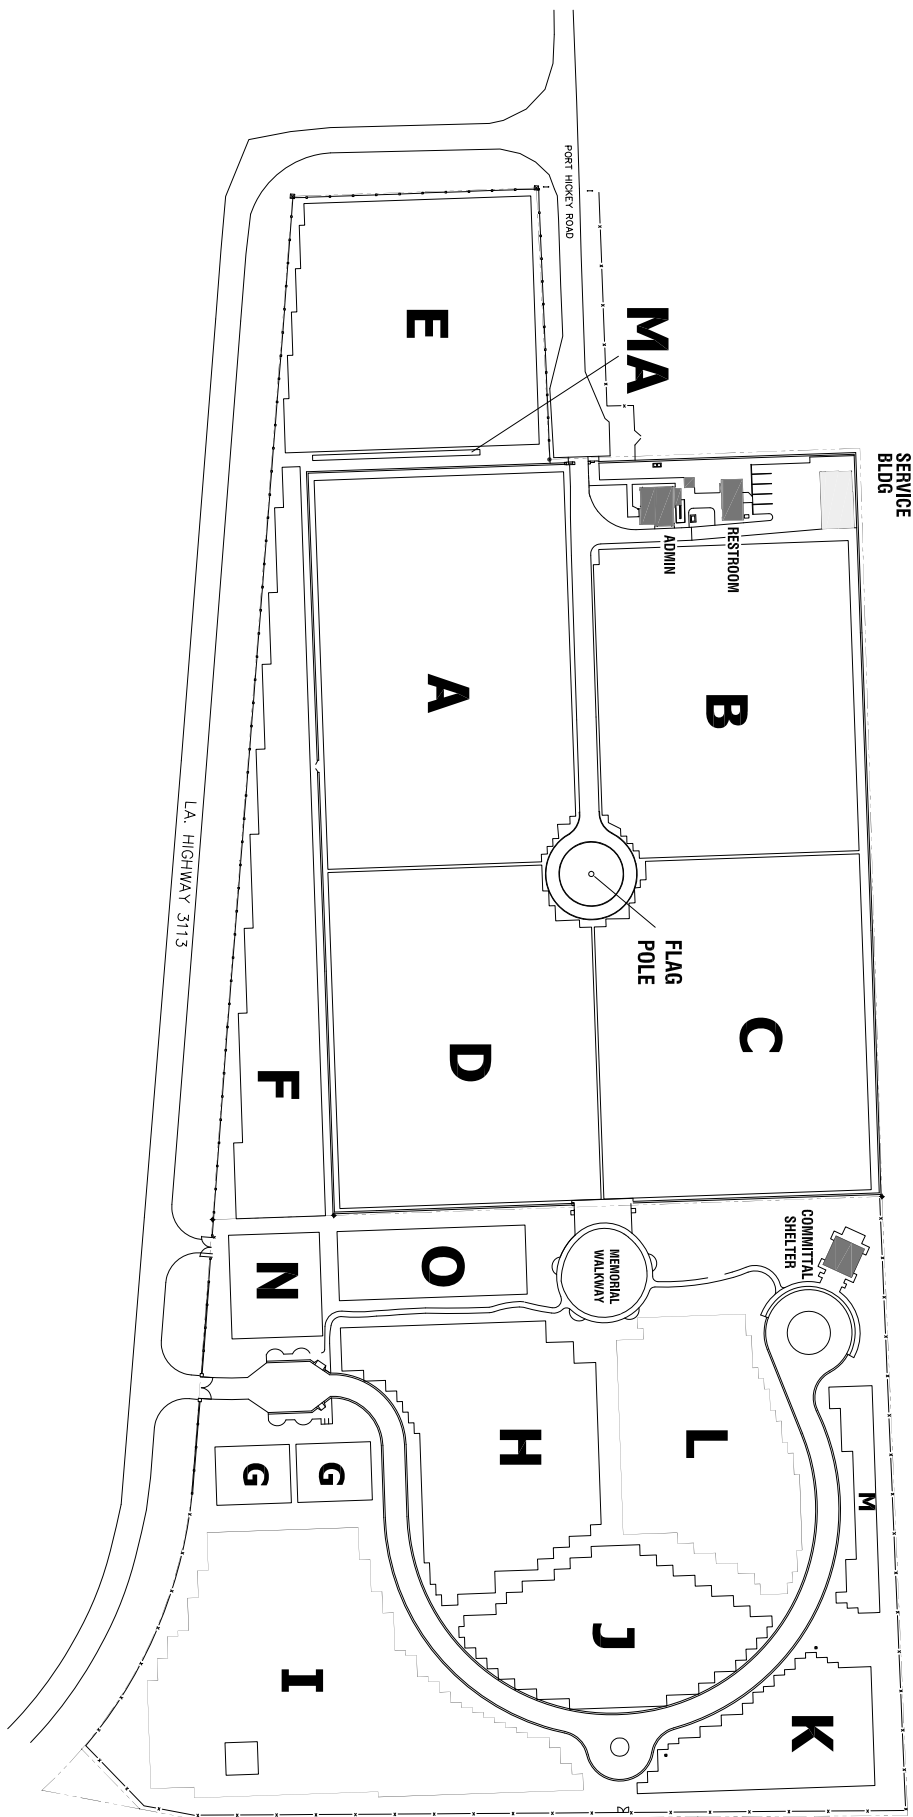 PORT HICKEY ROAD
E
MA
SERVICE
BLDG
RESTROOM
ADMIN
A
B
LA. HIGHWAY 3113
FLAG
POLE
C
D
F
COMMITTAL
SHELTER
MEMORIAL
WALKWAY
N
O
H
L
G
G
M
J
I
K